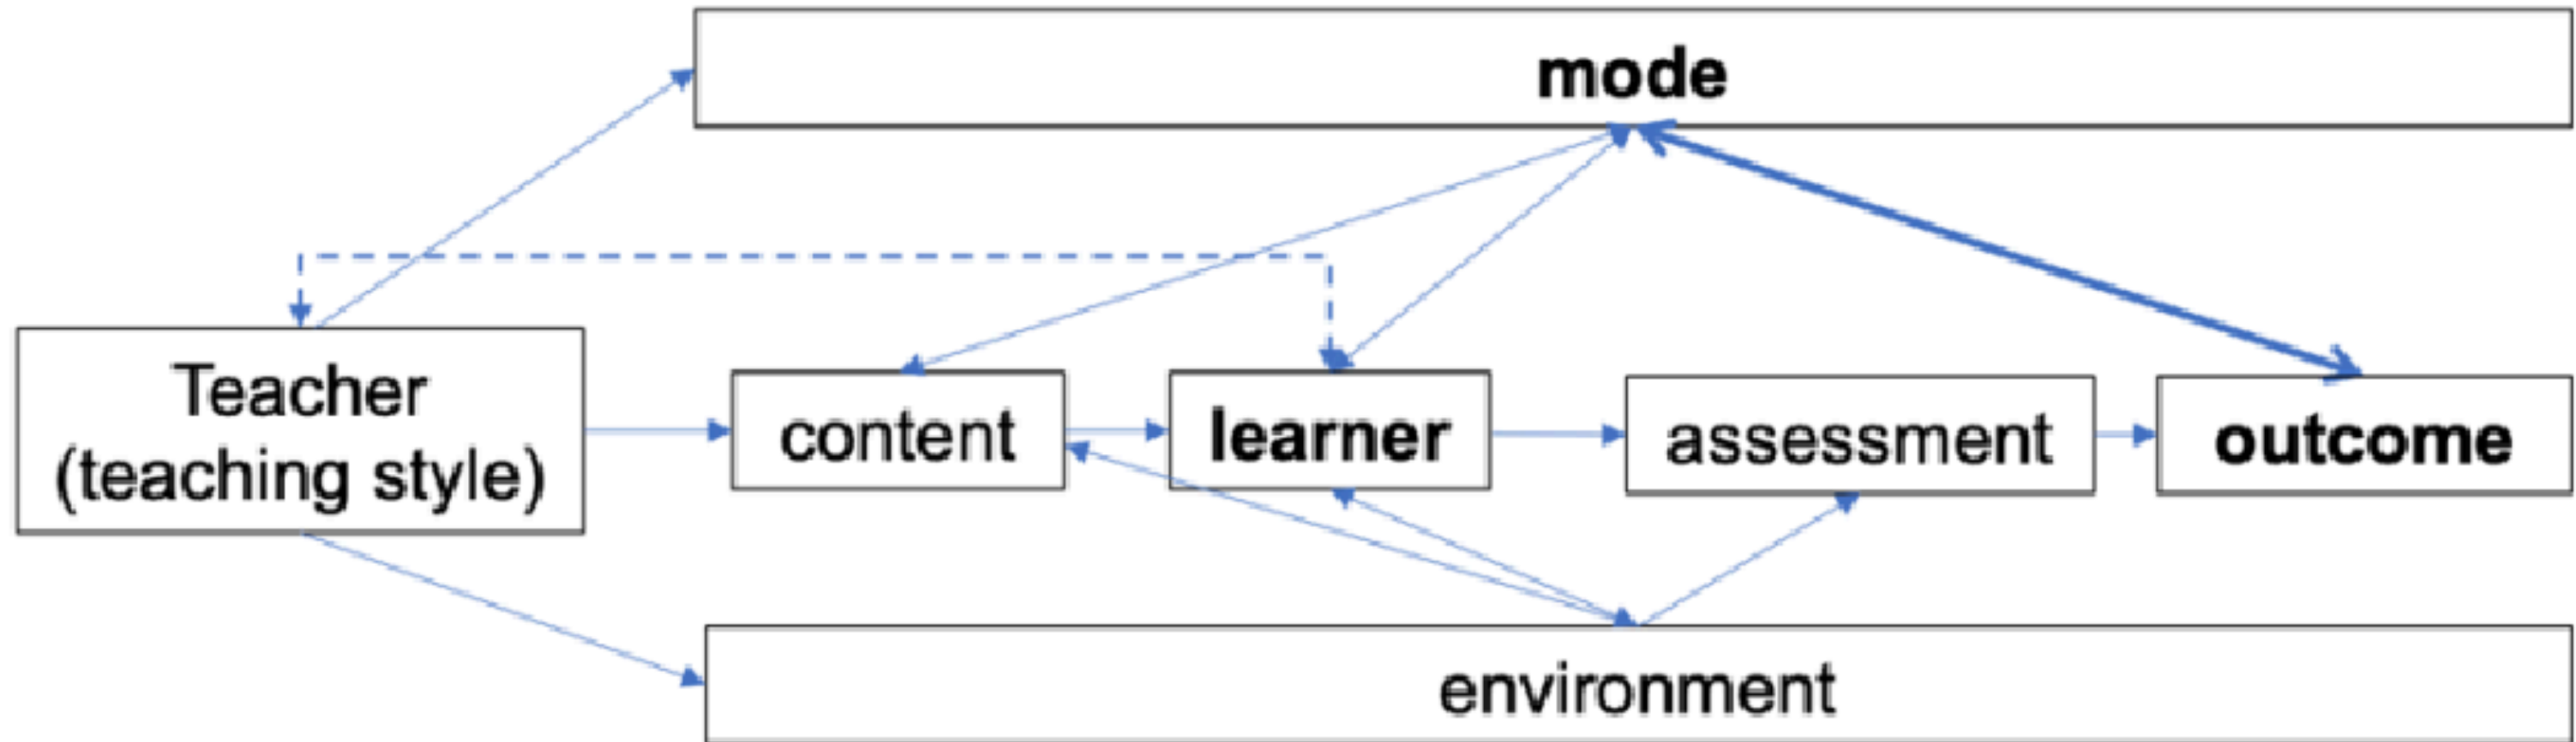 mode
Teacher
(teaching style)
content
learner
assessment
outcome
environment